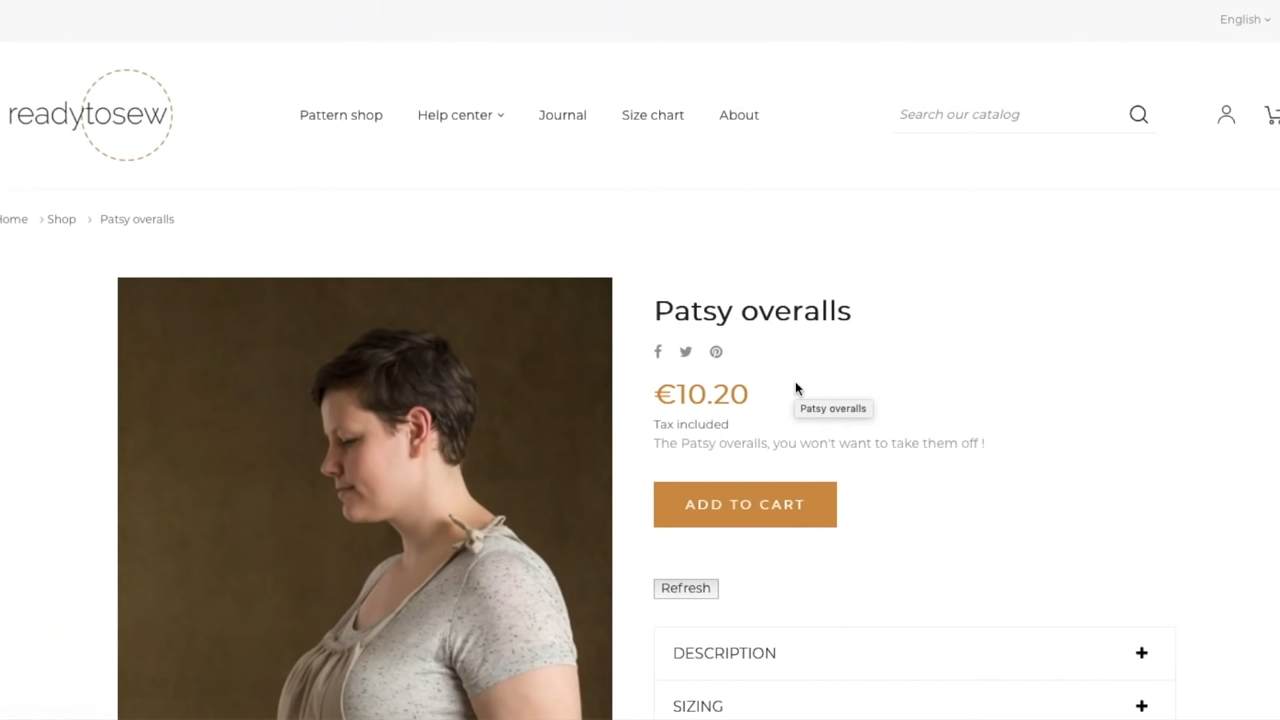 English
readytosew
Pattern shop Help center Journal Size chart About Search our catalog
Home > Shop > Patsy overalls
Patsy overalls
€10.20
Patsy overalls
Tax included
The Patsy overalls, you won't want to take them off !
ADD TO CART
Refresh
DESCRIPTION +
SIZING +